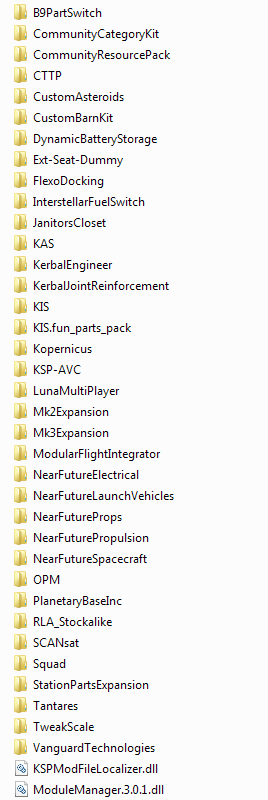 B9PartSwitch
CommunityCategoryKit
CommunityResourcePack
CTTP
CustomAsteroids
CustomBarnKit
DynamicBatteryStorage
Ext-Seat-Dummy
FlexoDocking
InterstellarFuelSwitch
JanitorsCloset
KAS
KerbalEngineer
KerbalJointReinforcement
KIS
KIS.fun_parts_pack
Kopernicus
KSP-AVC
LunaMultiPlayer
Mk2Expansion
Mk3Expansion
ModularFlightIntegrator
NearFutureElectrical
NearFutureLaunchVehicles
NearFutureProps
NearFuturePropulsion
NearFutureSpacecraft
OPM
PlanetaryBaseInc
RLA_Stockalike
SCANsat
Squad
StationPartsExpansion
Tantares
TweakScale
VanguardTechnologies
KSPModFileLocalizer.dll
ModuleManager.3.0.1.dll